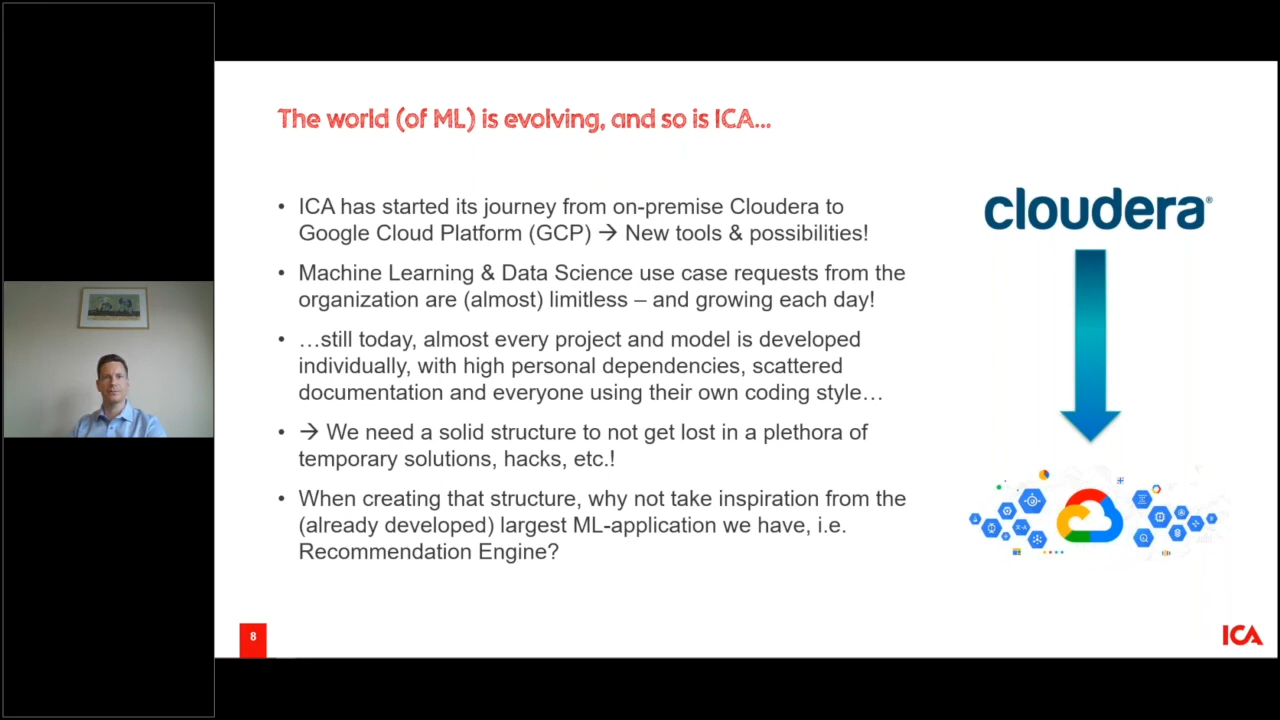 The world (of ML) is evolving, and so is ICA...
• ICA has started its journey from on-premise Cloudera to
Google Cloud Platform (GCP) → New tools & possibilities!
• Machine Learning & Data Science use case requests from the
organization are (almost) limitless – and growing each day!
• …still today, almost every project and model is developed
individually, with high personal dependencies, scattered
documentation and everyone using their own coding style…
• → We need a solid structure to not get lost in a plethora of
temporary solutions, hacks, etc.!
• When creating that structure, why not take inspiration from the
(already developed) largest ML-application we have, i.e.
Recommendation Engine?
cloudera®
8
ICA